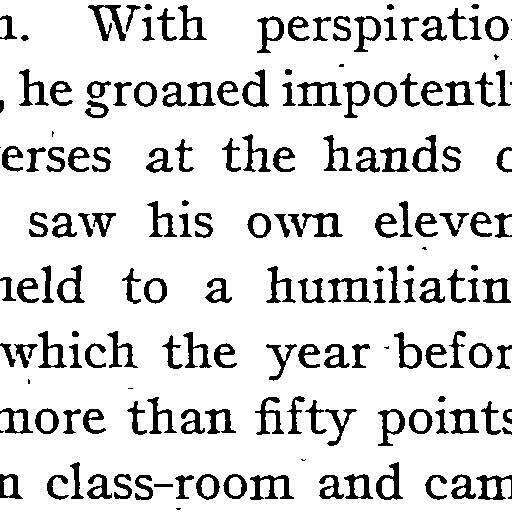 n. With perspiratio
, he groaned impotentl
erses at the hands o
saw his own eleven
held to a humiliatin
which the year befor
more than fifty points
n class-room and cam